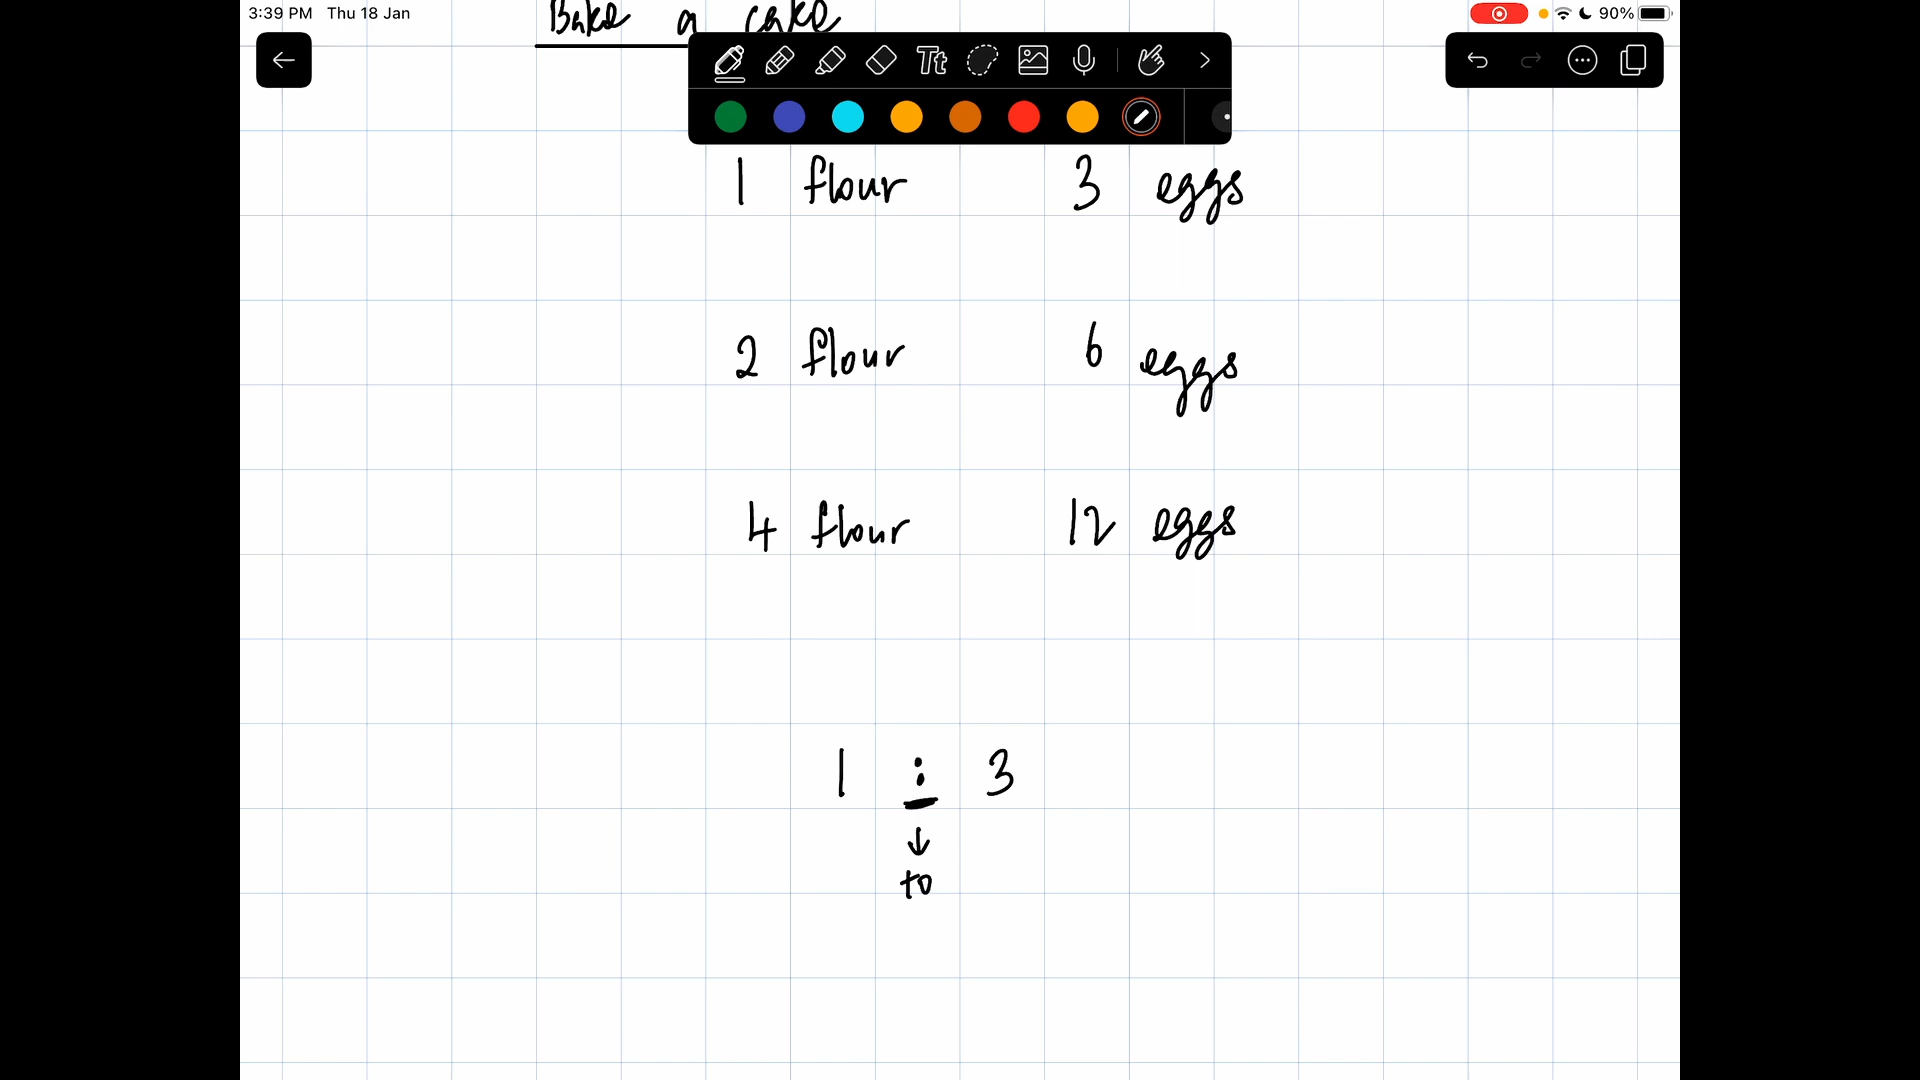 3:39 PM Thu 18 Jan 90%
Bake a cake
Tt
1 flour 3 eggs
2 flour 6 eggs
4 flour 12 eggs
1 : 3
↓
to